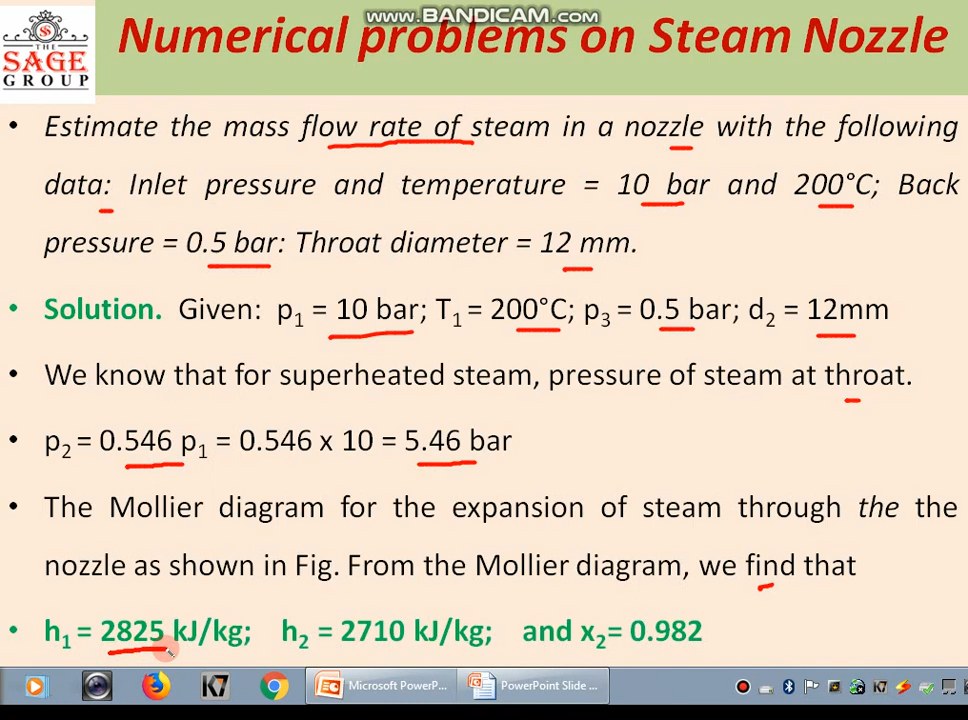 www.BANDICAM.com
Numerical problems on Steam Nozzle
THE
SAGE
GROUP
• Estimate the mass flow rate of steam in a nozzle with the following
data: Inlet pressure and temperature = 10 bar and 200°C; Back
pressure = 0.5 bar: Throat diameter = 12 mm.
• Solution. Given: p₁ = 10 bar; T₁ = 200°C; p₃ = 0.5 bar; d₂ = 12mm
• We know that for superheated steam, pressure of steam at throat.
• p₂ = 0.546 p₁ = 0.546 x 10 = 5.46 bar
• The Mollier diagram for the expansion of steam through the the
nozzle as shown in Fig. From the Mollier diagram, we find that
• h₁ = 2825 kJ/kg; h₂ = 2710 kJ/kg; and x₂= 0.982
Microsoft PowerP...
PowerPoint Slide ...